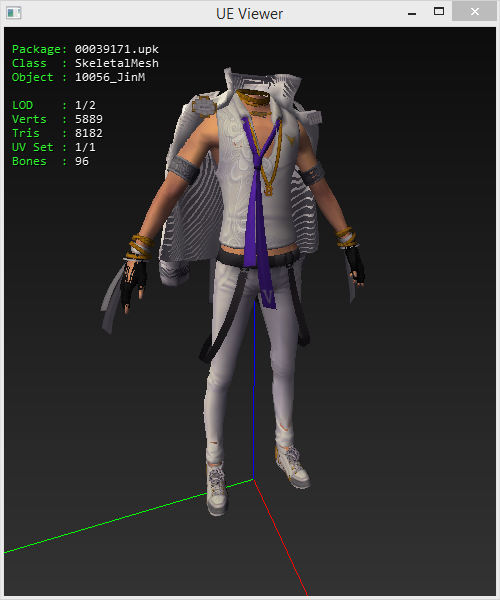 UE Viewer
Package: 00039171.upk
Class : SkeletalMesh
Object : 10056_JinM
LOD : 1/2
Verts : 5889
Tris : 8182
UV Set : 1/1
Bones : 96